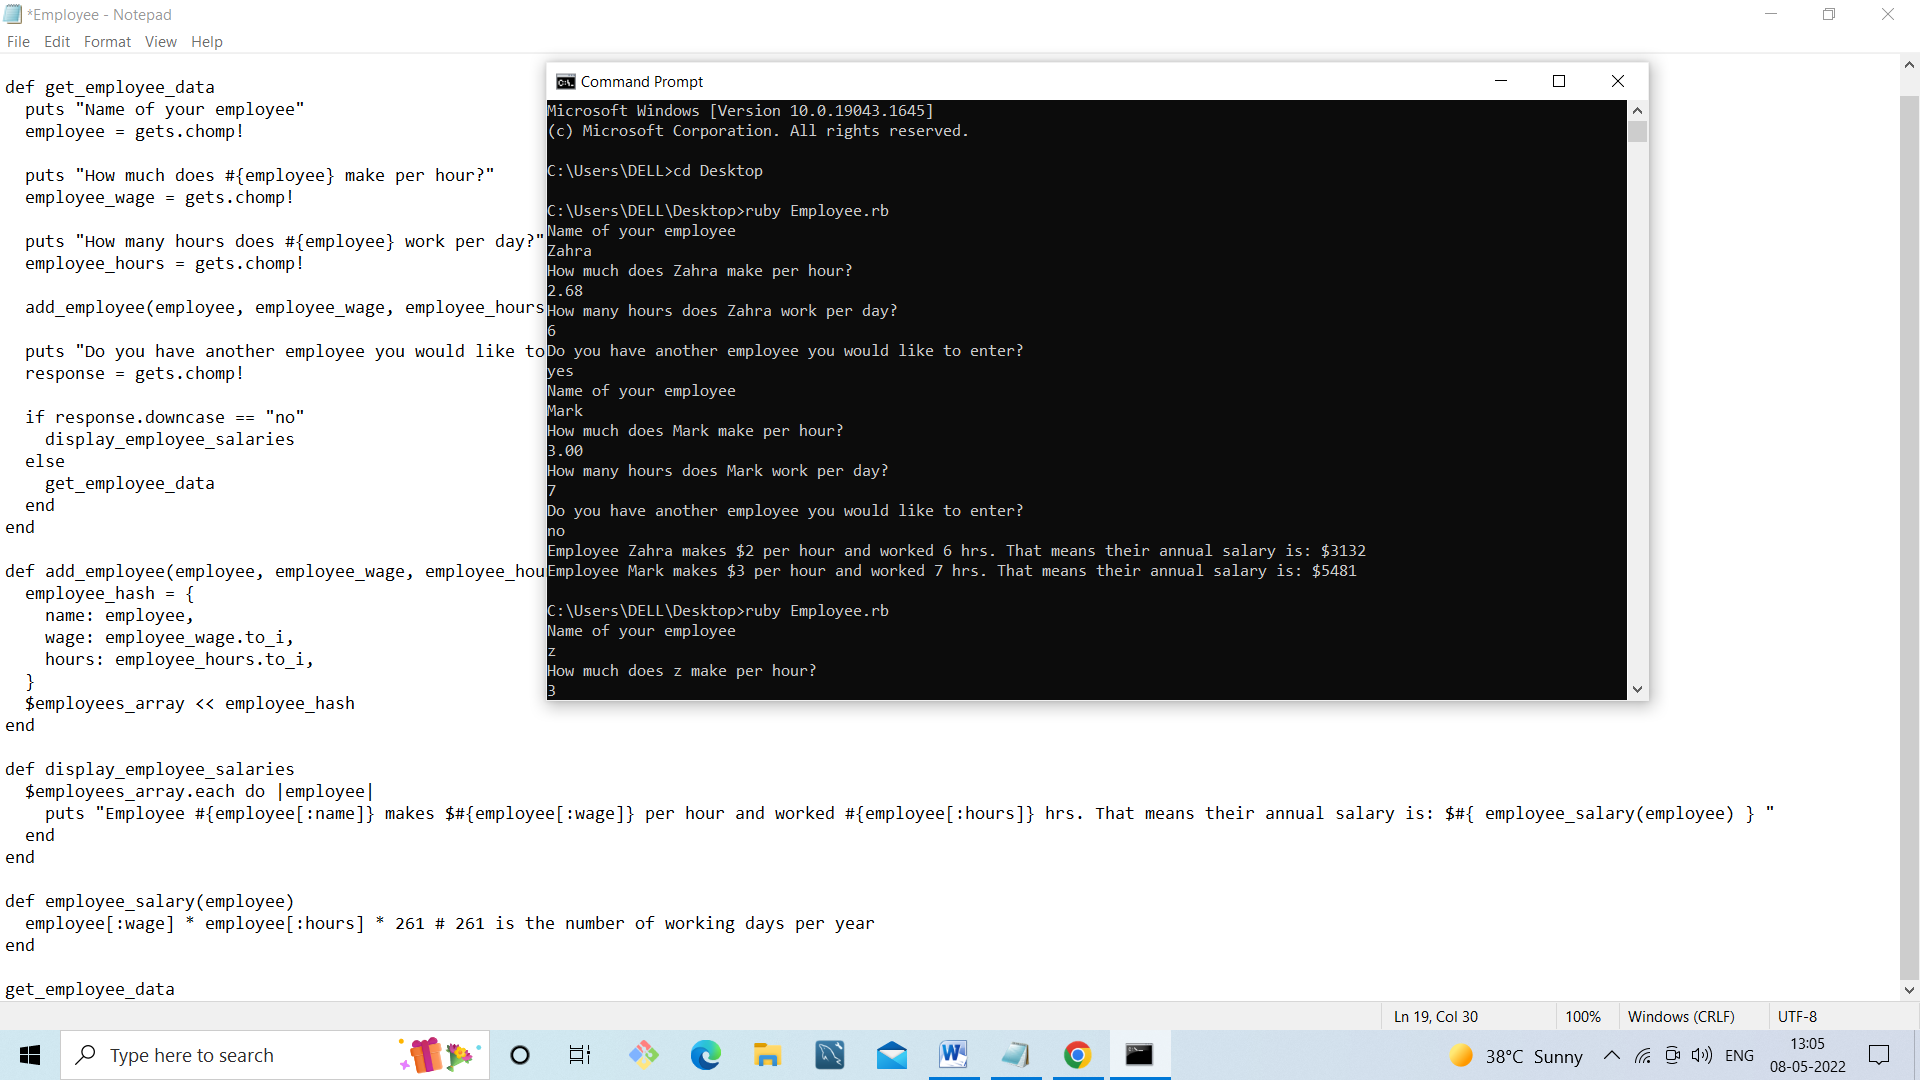 *Employee - Notepad
File Edit Format View Help
def get_employee_data
puts "Name of your employee"
employee = gets.chomp!
puts "How much does #{employee} make per hour?"
employee_wage = gets.chomp!
puts "How many hours does #{employee} work per day?"
employee_hours = gets.chomp!
add_employee(employee, employee_wage, employee_hours
puts "Do you have another employee you would like to
response = gets.chomp!
if response.downcase == "no"
display_employee_salaries
else
get_employee_data
end
end
def add_employee(employee, employee_wage, employee_hou
employee_hash = {
name: employee,
wage: employee_wage.to_i,
hours: employee_hours.to_i,
}
$employees_array << employee_hash
end
def display_employee_salaries
$employees_array.each do |employee|
puts "Employee #{employee[:name]} makes $#{employee[:wage]} per hour and worked #{employee[:hours]} hrs. That means their annual salary is: $#{ employee_salary(employee) } "
end
end
def employee_salary(employee)
employee[:wage] * employee[:hours] * 261 # 261 is the number of working days per year
end
get_employee_data
Command Prompt
Microsoft Windows [Version 10.0.19043.1645]
(c) Microsoft Corporation. All rights reserved.
C:\Users\DELL>cd Desktop
C:\Users\DELL\Desktop>ruby Employee.rb
Name of your employee
Zahra
How much does Zahra make per hour?
2.68
How many hours does Zahra work per day?
6
Do you have another employee you would like to enter?
yes
Name of your employee
Mark
How much does Mark make per hour?
3.00
How many hours does Mark work per day?
7
Do you have another employee you would like to enter?
no
Employee Zahra makes $2 per hour and worked 6 hrs. That means their annual salary is: $3132
Employee Mark makes $3 per hour and worked 7 hrs. That means their annual salary is: $5481
C:\Users\DELL\Desktop>ruby Employee.rb
Name of your employee
z
How much does z make per hour?
3
Ln 19, Col 30 100% Windows (CRLF) UTF-8
Type here to search
38°C Sunny ENG
13:05
08-05-2022